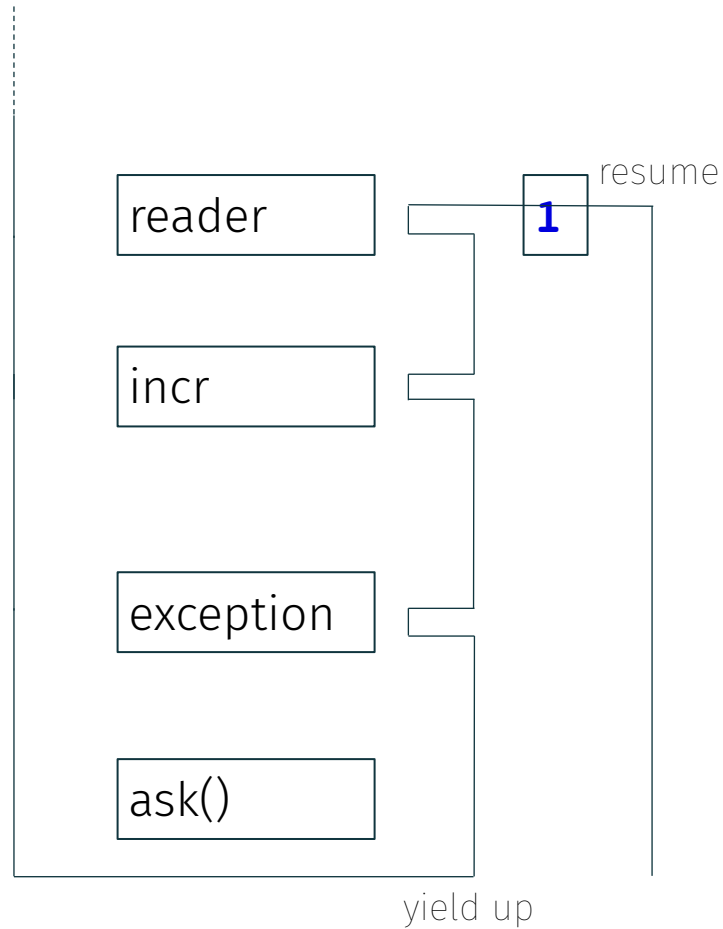 resume
reader
1
incr
exception
ask()
yield up